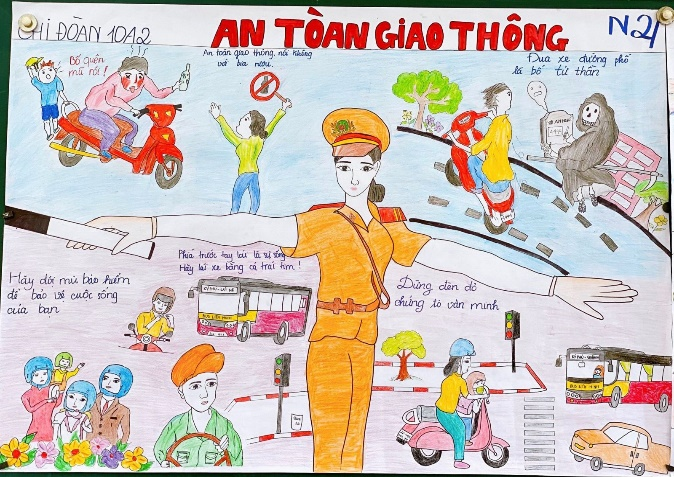 CHI ĐOÀN 10A2
AN TOÀN GIAO THÔNG
N2
Bố quên
mũ rồi!
An toàn giao thông, nói không
với bia rượu.
Đua xe đường phố
là bố tử thần
Phía trước tay lái là sự sống
Hãy lái xe bằng cả trái tim!
Hãy đội mũ bảo hiểm
để bảo vệ cuộc sống
của bạn
Dừng đèn đỏ
chứng tỏ văn minh